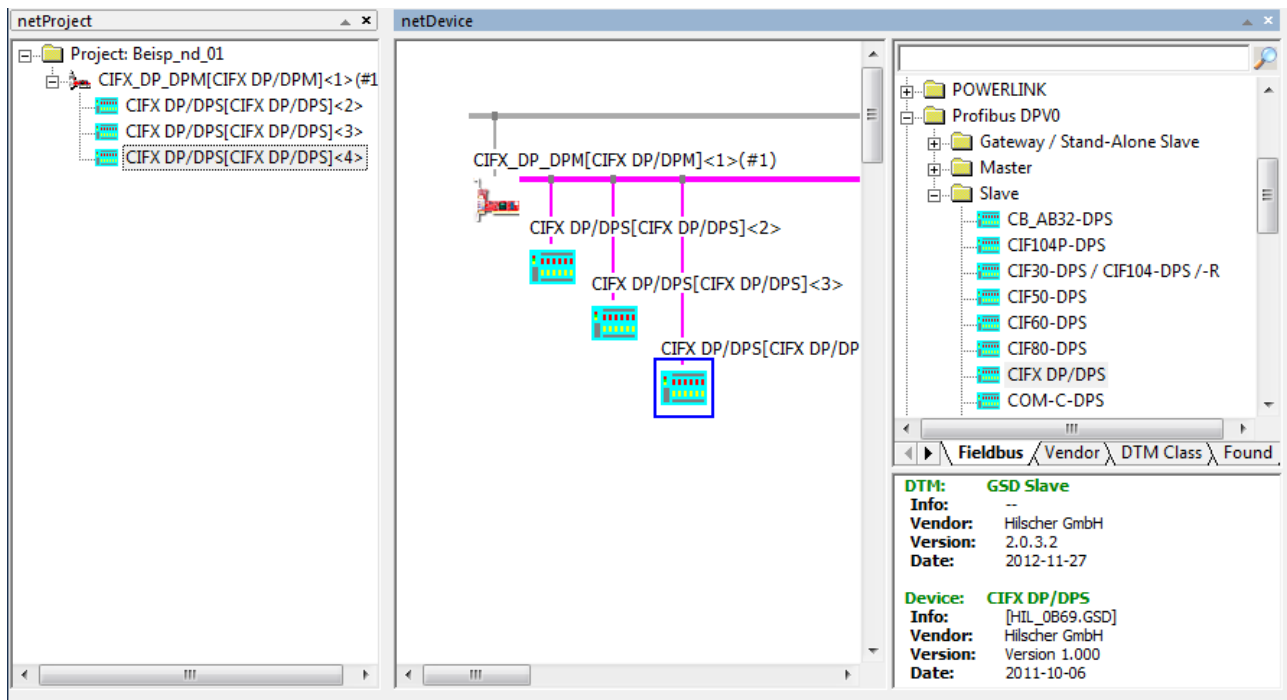 netProject
Project: Beisp_nd_01
CIFX_DP_DPM[CIFX DP/DPM]<1>(#1
CIFX DP/DPS[CIFX DP/DPS]<2>
CIFX DP/DPS[CIFX DP/DPS]<3>
CIFX DP/DPS[CIFX DP/DPS]<4>
netDevice
CIFX_DP_DPM[CIFX DP/DPM]<1>(#1)
CIFX DP/DPS[CIFX DP/DPS]<2>
CIFX DP/DPS[CIFX DP/DPS]<3>
CIFX DP/DPS[CIFX DP/DP
POWERLINK
Profibus DPV0
Gateway / Stand-Alone Slave
Master
Slave
CB_AB32-DPS
CIF104P-DPS
CIF30-DPS / CIF104-DPS /-R
CIF50-DPS
CIF60-DPS
CIF80-DPS
CIFX DP/DPS
COM-C-DPS
Fieldbus Vendor DTM Class Found
DTM: GSD Slave
Info: --
Vendor: Hilscher GmbH
Version: 2.0.3.2
Date: 2012-11-27
Device: CIFX DP/DPS
Info: [HIL_0B69.GSD]
Vendor: Hilscher GmbH
Version: Version 1.000
Date: 2011-10-06